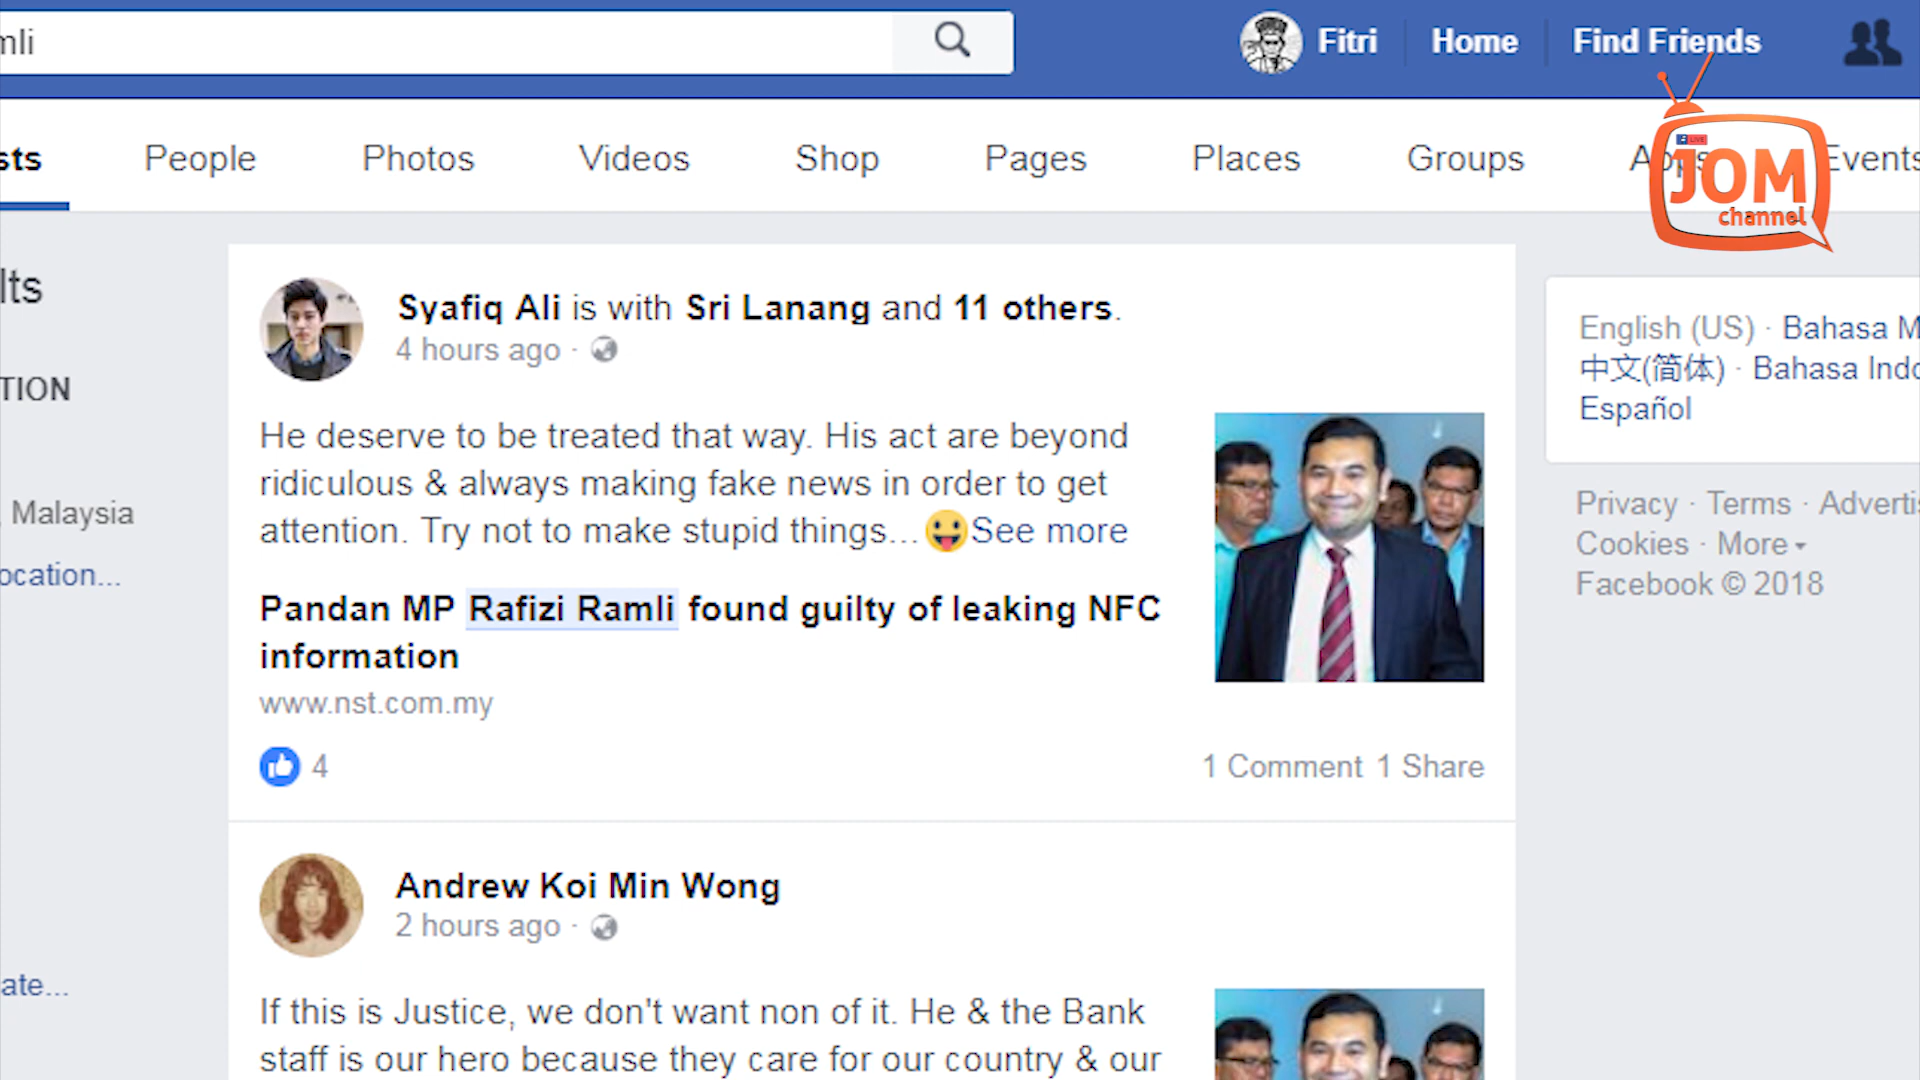 mli
Fitri
Home
Find Friends
sts
People
Photos
Videos
Shop
Pages
Places
Groups
Apps
Events
LIVE
JOM
channel
lts
TION
, Malaysia
ocation...
ate...
Syafiq Ali is with Sri Lanang and 11 others.
4 hours ago ·
He deserve to be treated that way. His act are beyond
ridiculous & always making fake news in order to get
attention. Try not to make stupid things... See more
Pandan MP Rafizi Ramli found guilty of leaking NFC
information
www.nst.com.my
4
1 Comment 1 Share
Andrew Koi Min Wong
2 hours ago ·
If this is Justice, we don't want non of it. He & the Bank
staff is our hero because they care for our country & our
English (US) · Bahasa M
中文(简体) · Bahasa Indo
Español
Privacy · Terms · Advertis
Cookies · More
Facebook © 2018